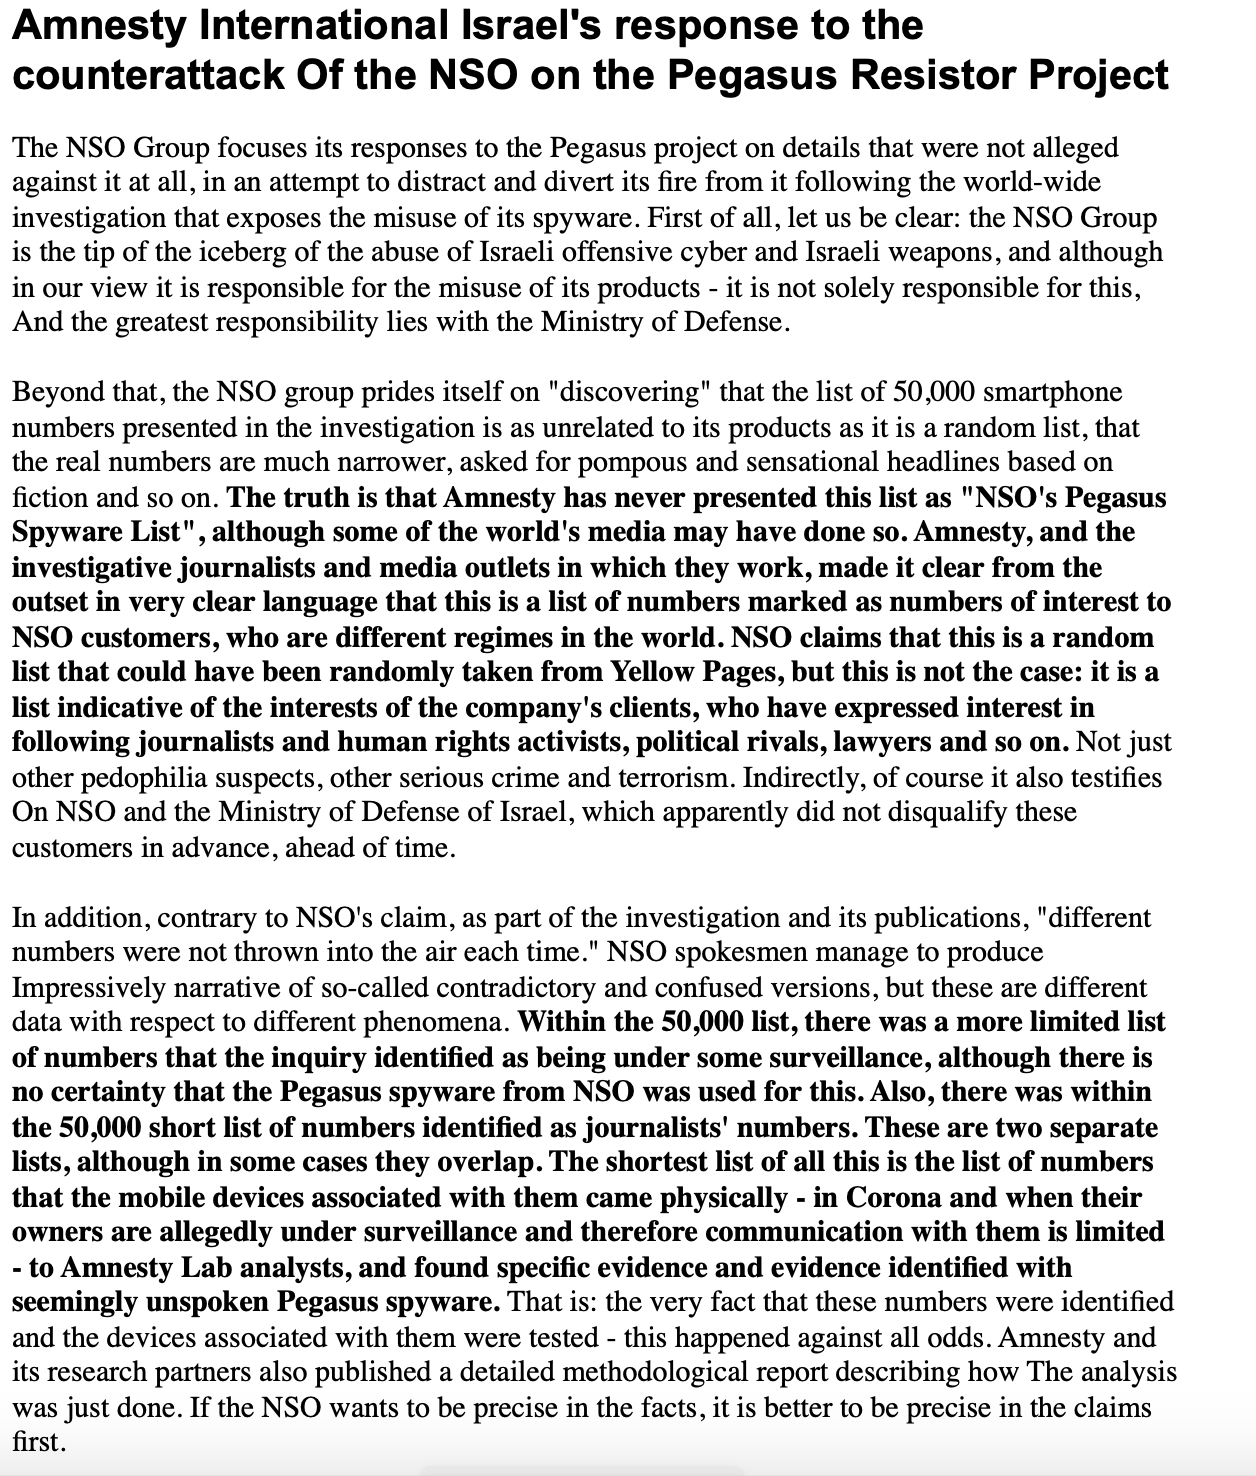 Amnesty International Israel's response to the
counterattack Of the NSO on the Pegasus Resistor Project
The NSO Group focuses its responses to the Pegasus project on details that were not alleged
against it at all, in an attempt to distract and divert its fire from it following the world-wide
investigation that exposes the misuse of its spyware. First of all, let us be clear: the NSO Group
is the tip of the iceberg of the abuse of Israeli offensive cyber and Israeli weapons, and although
in our view it is responsible for the misuse of its products - it is not solely responsible for this,
And the greatest responsibility lies with the Ministry of Defense.
Beyond that, the NSO group prides itself on "discovering" that the list of 50,000 smartphone
numbers presented in the investigation is as unrelated to its products as it is a random list, that
the real numbers are much narrower, asked for pompous and sensational headlines based on
fiction and so on. The truth is that Amnesty has never presented this list as "NSO's Pegasus
Spyware List", although some of the world's media may have done so. Amnesty, and the
investigative journalists and media outlets in which they work, made it clear from the
outset in very clear language that this is a list of numbers marked as numbers of interest to
NSO customers, who are different regimes in the world. NSO claims that this is a random
list that could have been randomly taken from Yellow Pages, but this is not the case: it is a
list indicative of the interests of the company's clients, who have expressed interest in
following journalists and human rights activists, political rivals, lawyers and so on. Not just
other pedophilia suspects, other serious crime and terrorism. Indirectly, of course it also testifies
On NSO and the Ministry of Defense of Israel, which apparently did not disqualify these
customers in advance, ahead of time.
In addition, contrary to NSO's claim, as part of the investigation and its publications, "different
numbers were not thrown into the air each time." NSO spokesmen manage to produce
Impressively narrative of so-called contradictory and confused versions, but these are different
data with respect to different phenomena. Within the 50,000 list, there was a more limited list
of numbers that the inquiry identified as being under some surveillance, although there is
no certainty that the Pegasus spyware from NSO was used for this. Also, there was within
the 50,000 short list of numbers identified as journalists' numbers. These are two separate
lists, although in some cases they overlap. The shortest list of all this is the list of numbers
that the mobile devices associated with them came physically - in Corona and when their
owners are allegedly under surveillance and therefore communication with them is limited
- to Amnesty Lab analysts, and found specific evidence and evidence identified with
seemingly unspoken Pegasus spyware. That is: the very fact that these numbers were identified
and the devices associated with them were tested - this happened against all odds. Amnesty and
its research partners also published a detailed methodological report describing how The analysis
was just done. If the NSO wants to be precise in the facts, it is better to be precise in the claims
first.